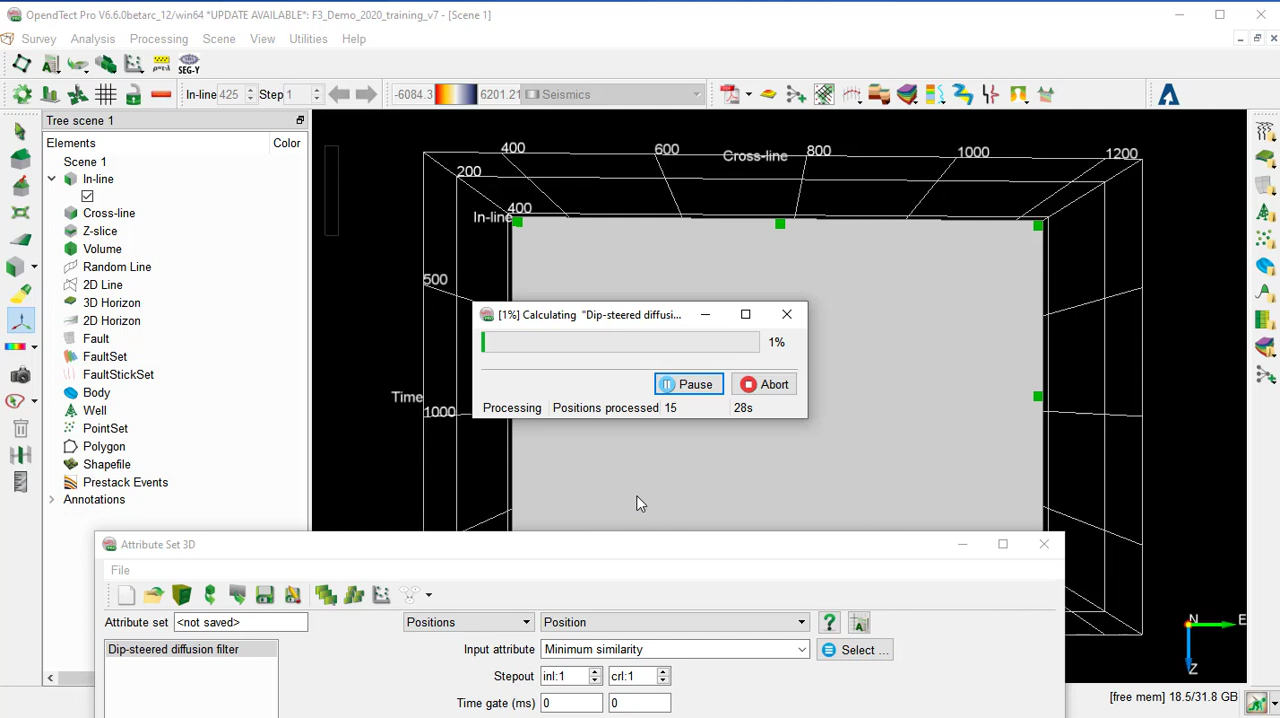 OpendTect Pro V6.6.0betarc_12/win64 *UPDATE AVAILABLE*: F3_Demo_2020_training_v7 - [Scene 1]
Survey Analysis Processing Scene View Utilities Help
SEG-Y
In-line 425 Step 1 -6084.3 6201.21 Seismics
Tree scene 1
Elements Color
Scene 1
In-line
Cross-line
Z-slice
Volume
Random Line
2D Line
3D Horizon
2D Horizon
Fault
FaultSet
FaultStickSet
Body
Well
PointSet
Polygon
Shapefile
Prestack Events
Annotations
400 600 Cross-line 800 1000 1200
200
In-line 400
500
Time
1000
[1%] Calculating "Dip-steered diffusi...
1%
Pause Abort
Processing Positions processed 15 28s
Attribute Set 3D
File
Attribute set <not saved> Positions Position
Dip-steered diffusion filter
Input attribute Minimum similarity Select ...
Stepout inl:1 crl:1
Time gate (ms) 0 0
N
E
Z
[free mem] 18.5/31.8 GB